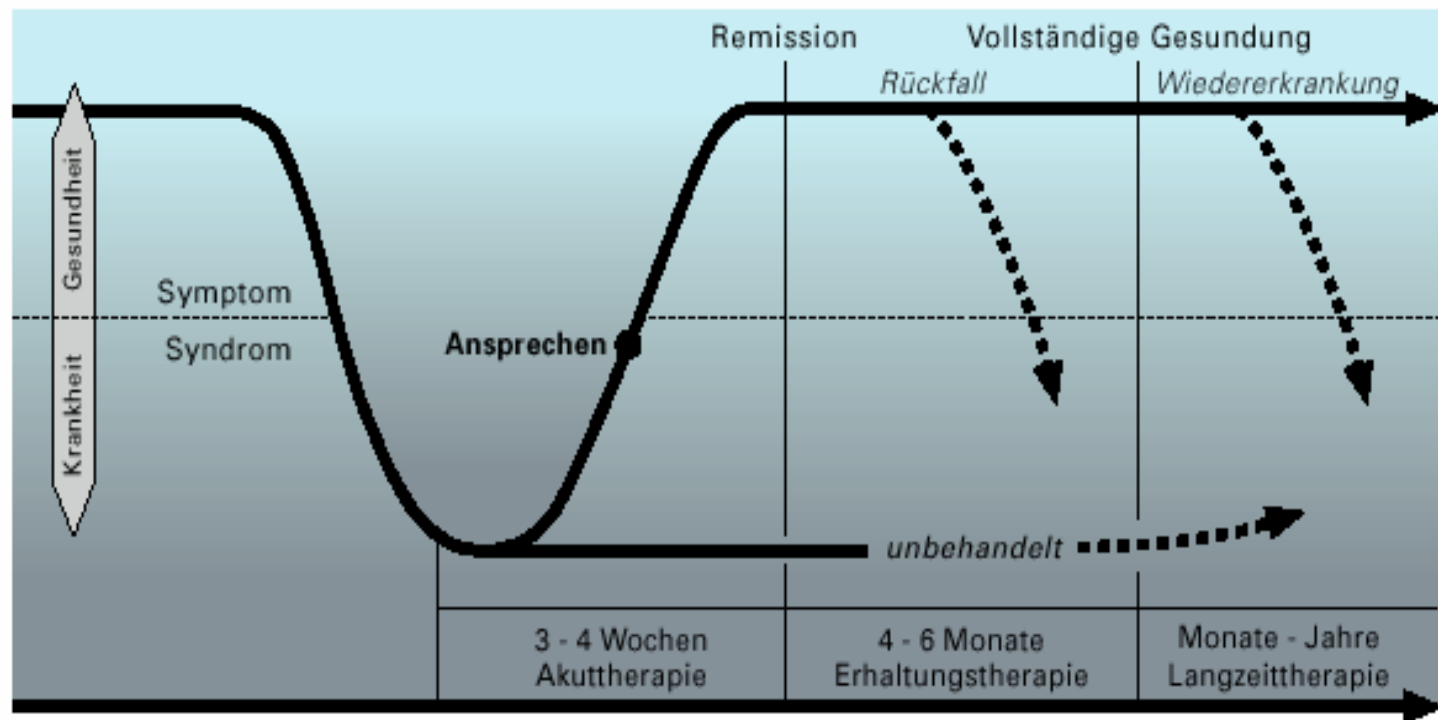 Remission
Vollständige Gesundung
Rückfall
Wiedererkrankung
Gesundheit
Krankheit
Symptom
Syndrom
Ansprechen
unbehandelt
3 - 4 Wochen
Akuttherapie
4 - 6 Monate
Erhaltungstherapie
Monate - Jahre
Langzeittherapie